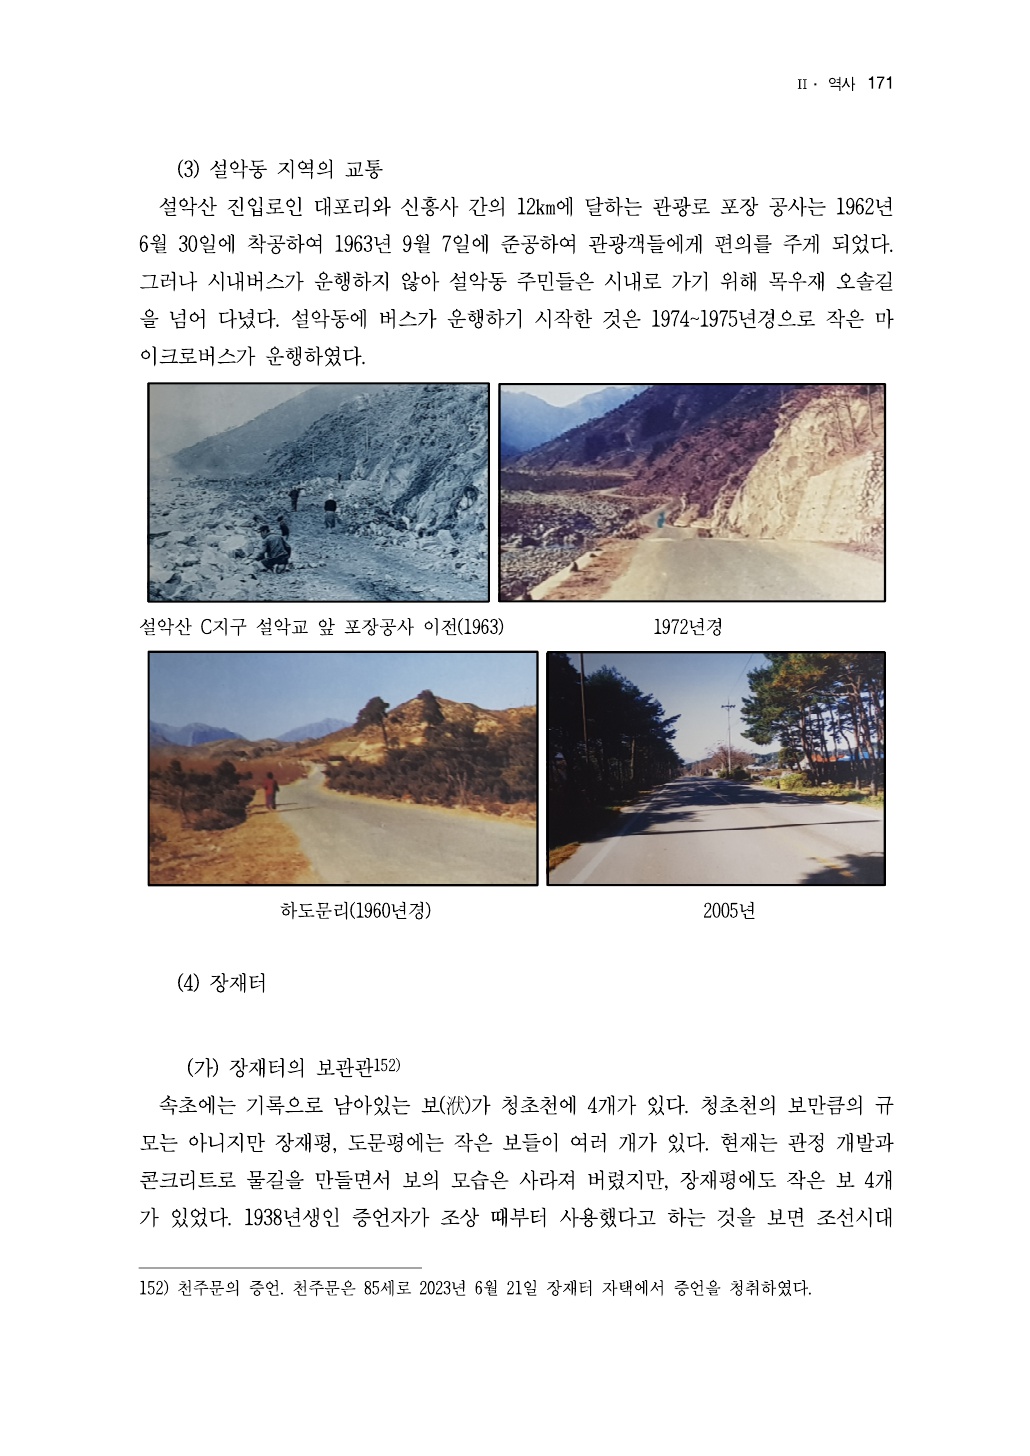 II · 역사 171
(3) 설악동 지역의 교통
설악산 진입로인 대포리와 신흥사 간의 12km에 달하는 관광로 포장 공사는 1962년
6월 30일에 착공하여 1963년 9월 7일에 준공하여 관광객들에게 편의를 주게 되었다.
그러나 시내버스가 운행하지 않아 설악동 주민들은 시내로 가기 위해 목우재 오솔길
을 넘어 다녔다. 설악동에 버스가 운행하기 시작한 것은 1974~1975년경으로 작은 마
이크로버스가 운행하였다.
설악산 C지구 설악교 앞 포장공사 이전(1963)
1972년경
하도문리(1960년경)
2005년
(4) 장재터
(가) 장재터의 보관관152)
속초에는 기록으로 남아있는 보(洑)가 청초천에 4개가 있다. 청초천의 보만큼의 규
모는 아니지만 장재평, 도문평에는 작은 보들이 여러 개가 있다. 현재는 관정 개발과
콘크리트로 물길을 만들면서 보의 모습은 사라져 버렸지만, 장재평에도 작은 보 4개
가 있었다. 1938년생인 증언자가 조상 때부터 사용했다고 하는 것을 보면 조선시대
152) 천주문의 증언. 천주문은 85세로 2023년 6월 21일 장재터 자택에서 증언을 청취하였다.